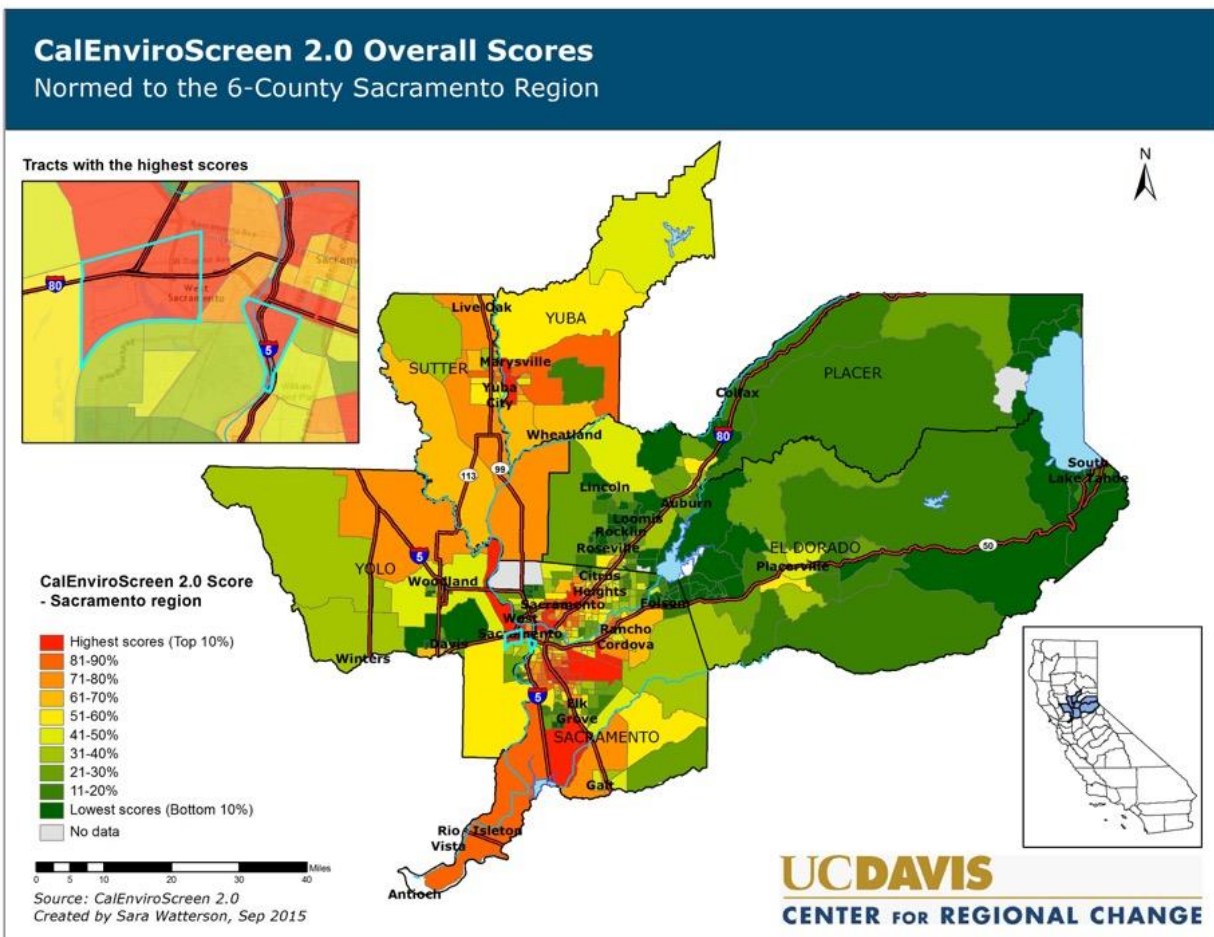 CalEnviroScreen 2.0 Overall Scores
Normed to the 6-County Sacramento Region
Tracts with the highest scores
N
80
West
Sacramento
5
Live Oak
YUBA
SUTTER
Marysville
Yuba
City
Wheatland
113
99
PLACER
Colfax
80
Lincoln
Auburn
Loomis
Rocklin
Roseville
South
Lake Tahoe
EL DORADO
50
Placerville
5
YOLO
Woodland
Citrus
Heights
Sacramento
Folsom
West
Sacramento
Rancho
Cordova
Davis
Winters
5
Elk
Grove
SACRAMENTO
Galt
Rio
Vista
Isleton
Antioch
CalEnviroScreen 2.0 Score
- Sacramento region
Highest scores (Top 10%)
81-90%
71-80%
61-70%
51-60%
41-50%
31-40%
21-30%
11-20%
Lowest scores (Bottom 10%)
No data
Miles
0 5 10 20 30 40
Source: CalEnviroScreen 2.0
Created by Sara Watterson, Sep 2015
UCDAVIS
CENTER FOR REGIONAL CHANGE